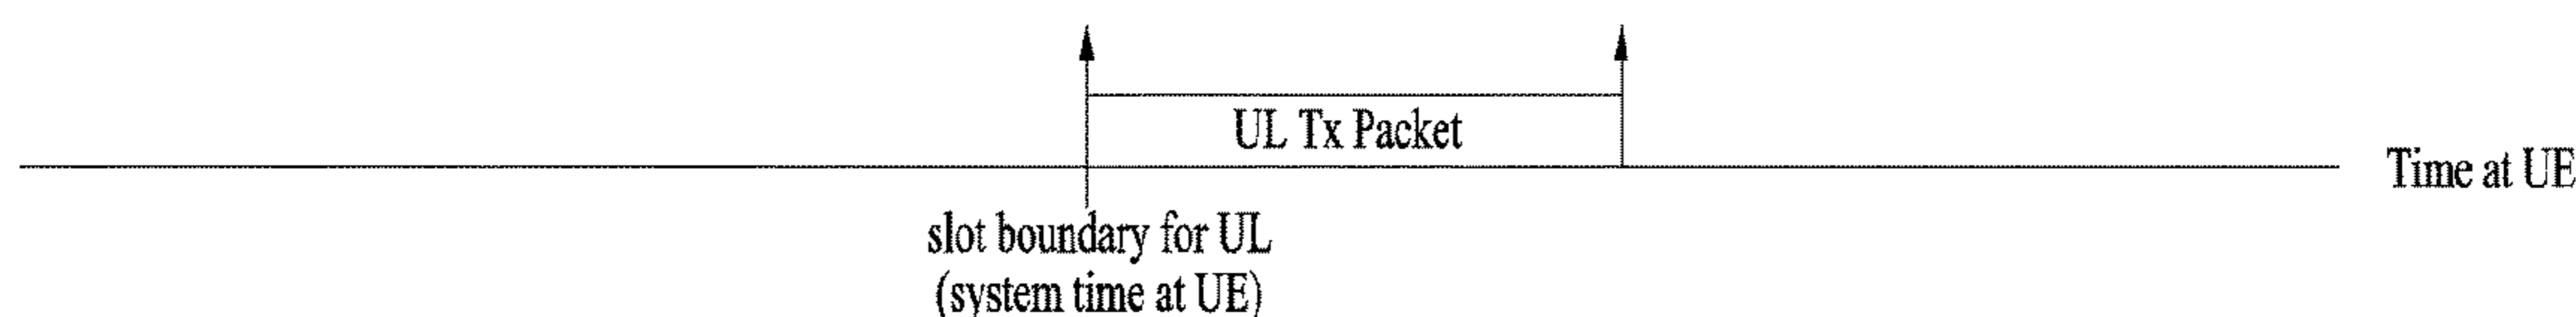 UL Tx Packet
Time at UE
slot boundary for UL
(system time at UE)